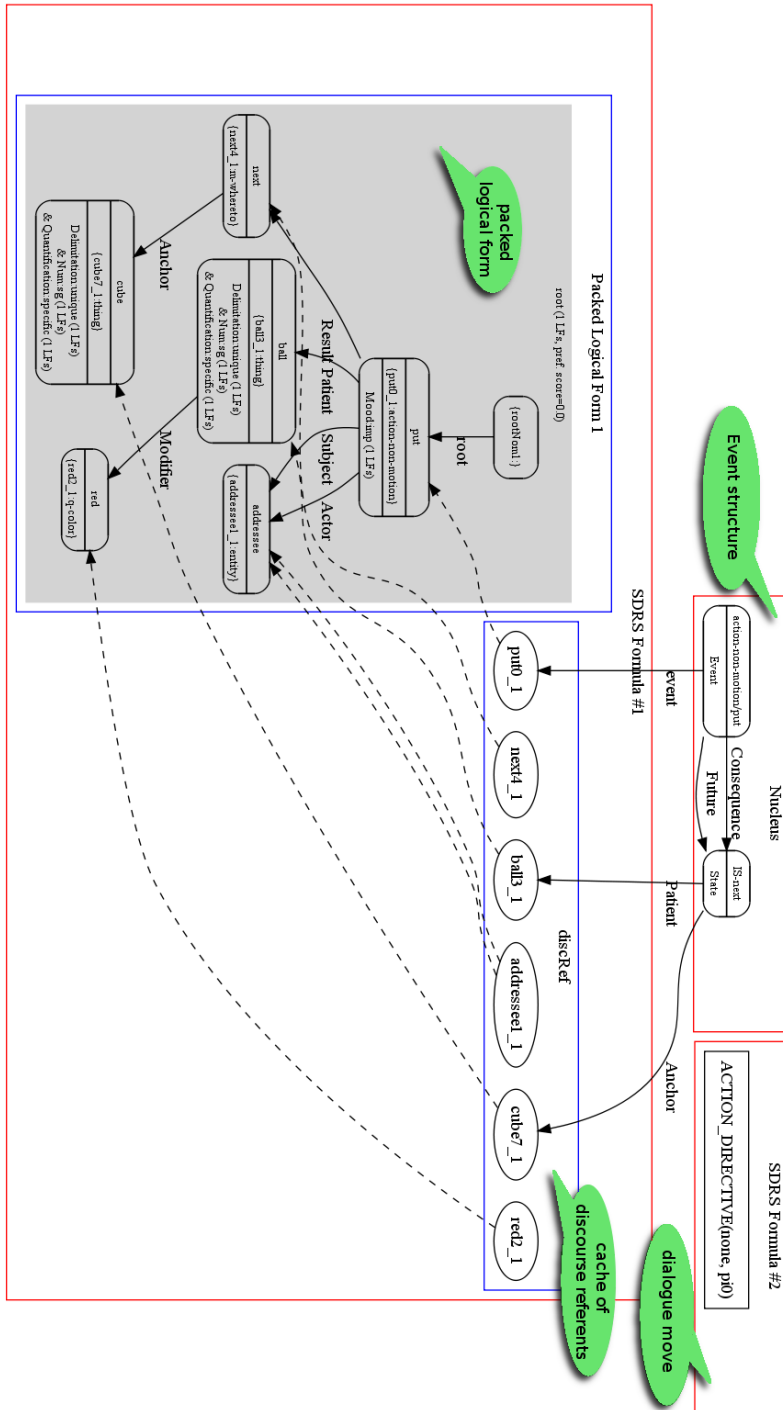 SDRS Formula #2
ACTION_DIRECTIVE(none, pi0)
dialogue move
Nucleus
action-non-motion/put
Event
Consequence
Future
IS-next
State
Event structure
event
Patient
Anchor
SDRS Formula #1
discRef
put0_1
next4_1
ball3_1
addressee1_1
cube7_1
red2_1
cache of
discourse referents
Packed Logical Form 1
root (1 LFs, pref. score=0.0)
packed
logical form
{rootNom1:}
root
put
{put0_1:action-non-motion}
Mood:imp (1 LFs)
Result
Patient
Subject
Actor
next
{next4_1:m-whereto}
ball
{ball3_1:thing}
Delimitation:unique (1 LFs)
& Num:sg (1 LFs)
& Quantification:specific (1 LFs)
addressee
{addressee1_1:entity}
Anchor
Modifier
cube
{cube7_1:thing}
Delimitation:unique (1 LFs)
& Num:sg (1 LFs)
& Quantification:specific (1 LFs)
red
{red2_1:q-color}